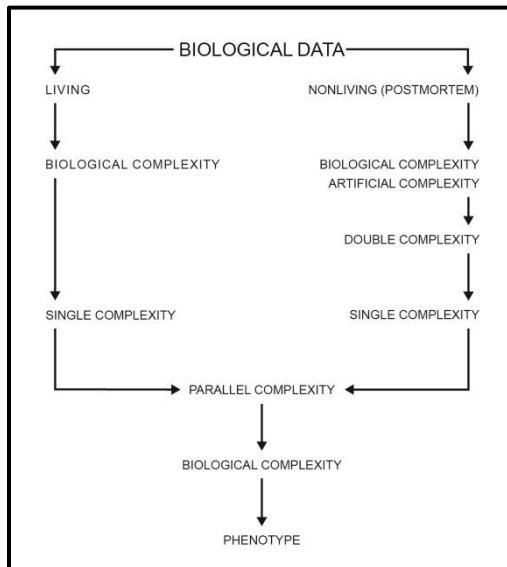 BIOLOGICAL DATA
LIVING
NONLIVING (POSTMORTEM)
BIOLOGICAL COMPLEXITY
BIOLOGICAL COMPLEXITY
ARTIFICIAL COMPLEXITY
DOUBLE COMPLEXITY
SINGLE COMPLEXITY
SINGLE COMPLEXITY
PARALLEL COMPLEXITY
BIOLOGICAL COMPLEXITY
PHENOTYPE